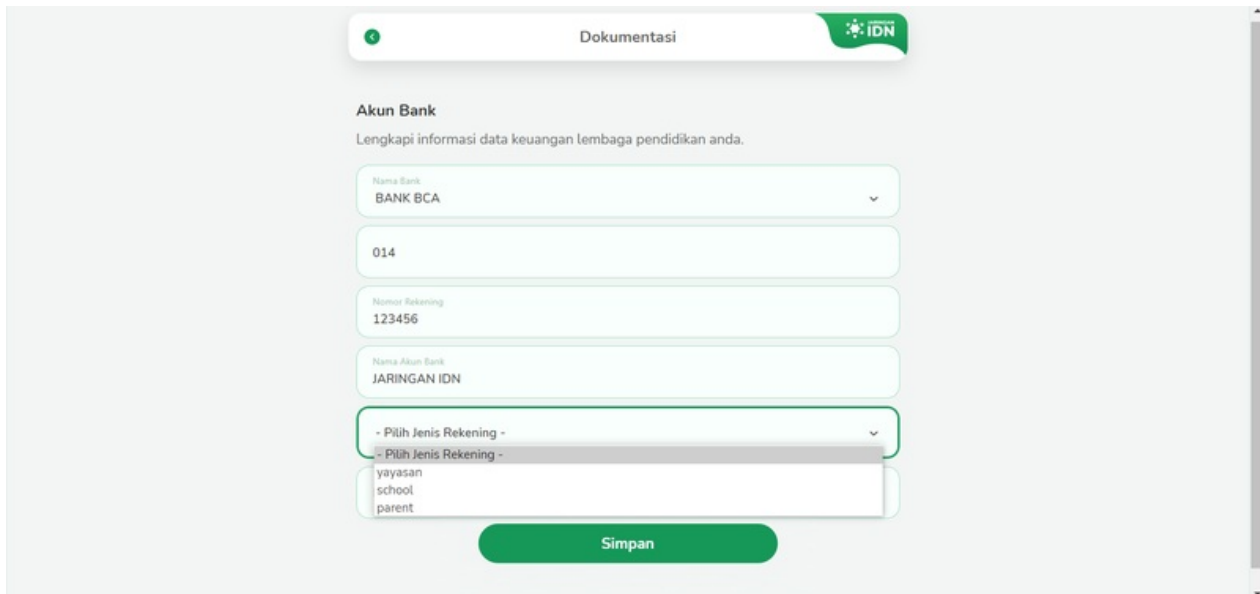 Dokumentasi
JARINGAN
IDN
Akun Bank
Lengkapi informasi data keuangan lembaga pendidikan anda.
Nama Bank
BANK BCA
014
Nomor Rekening
123456
Nama Akun Bank
JARINGAN IDN
- Pilih Jenis Rekening -
- Pilih Jenis Rekening -
yayasan
school
parent
Simpan